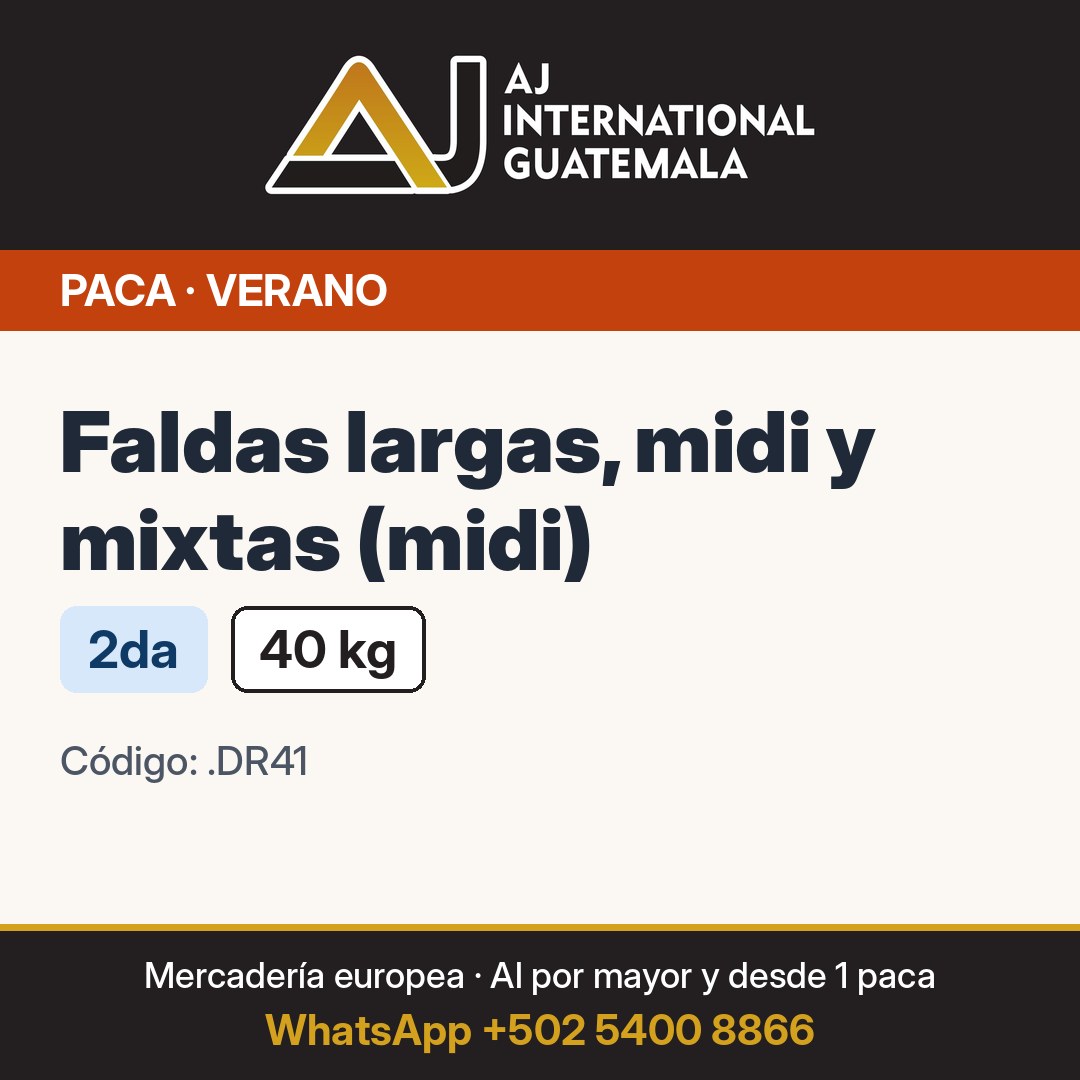 AJ
AJ
INTERNATIONAL
GUATEMALA
PACA · VERANO
Faldas largas, midi y
mixtas (midi)
2da
40 kg
Código: .DR41
Mercadería europea · Al por mayor y desde 1 paca
WhatsApp +502 5400 8866